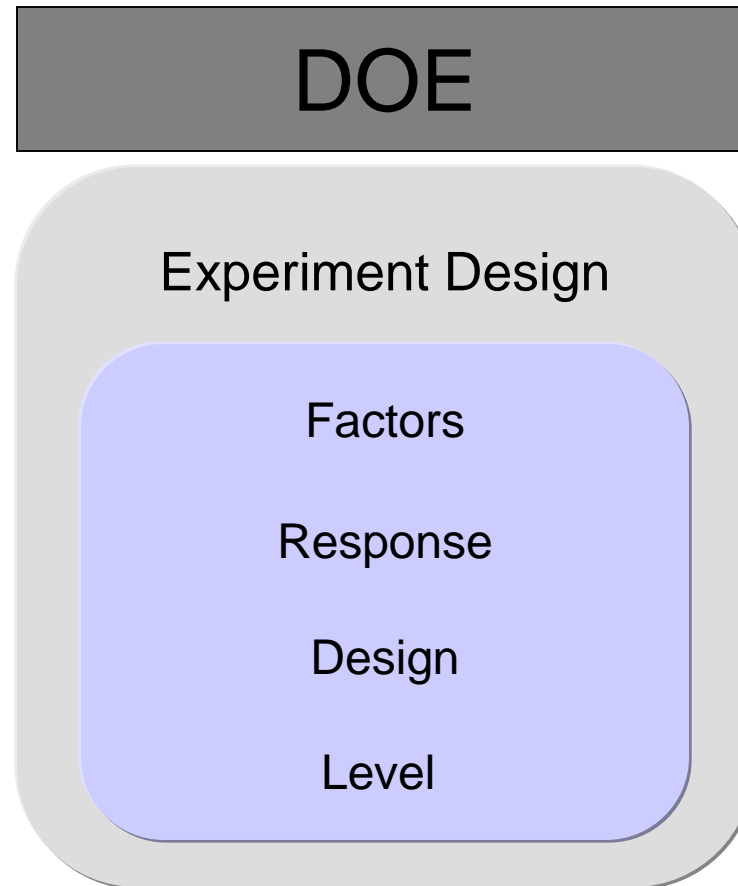 DOE
Experiment Design
Factors
Response
Design
Level